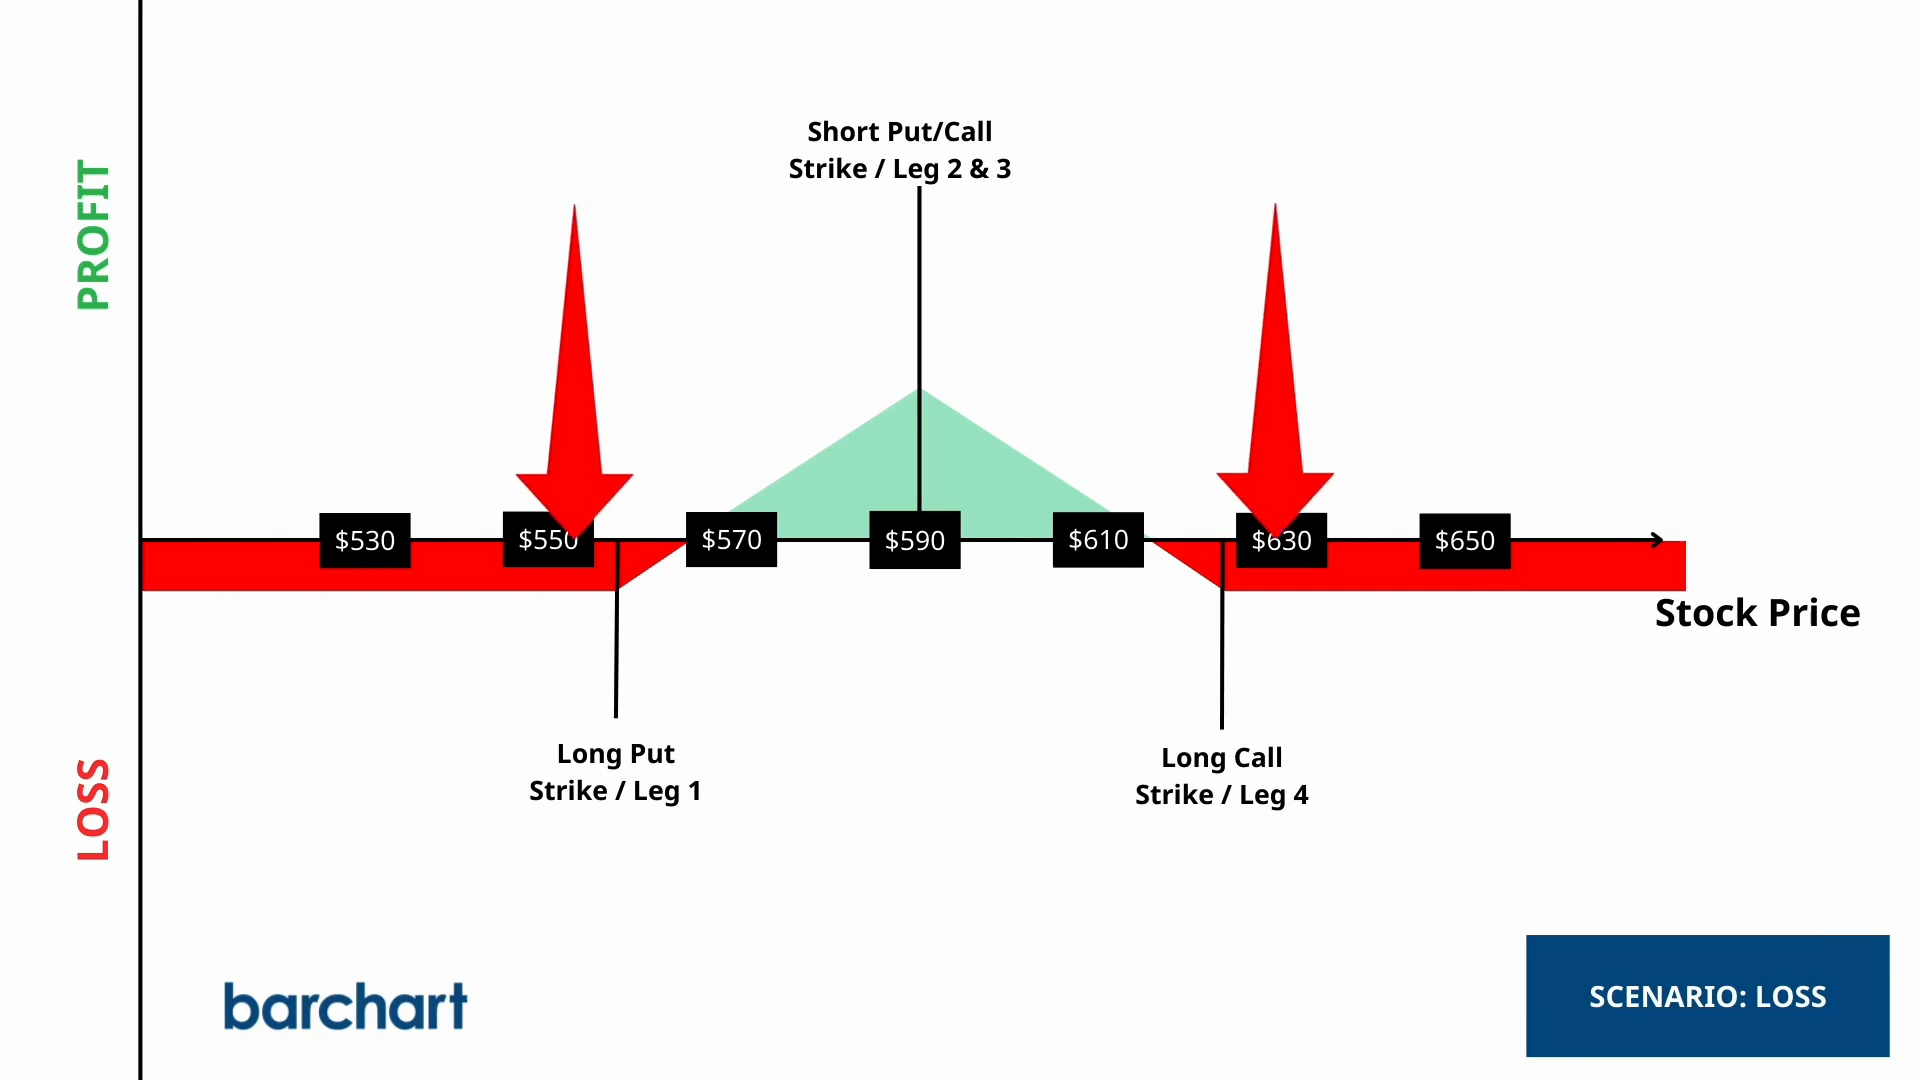 PROFIT
Short Put/Call
Strike / Leg 2 & 3
$530
$550
$570
$590
$610
$630
$650
Stock Price
Long Put
Strike / Leg 1
Long Call
Strike / Leg 4
LOSS
barchart
SCENARIO: LOSS